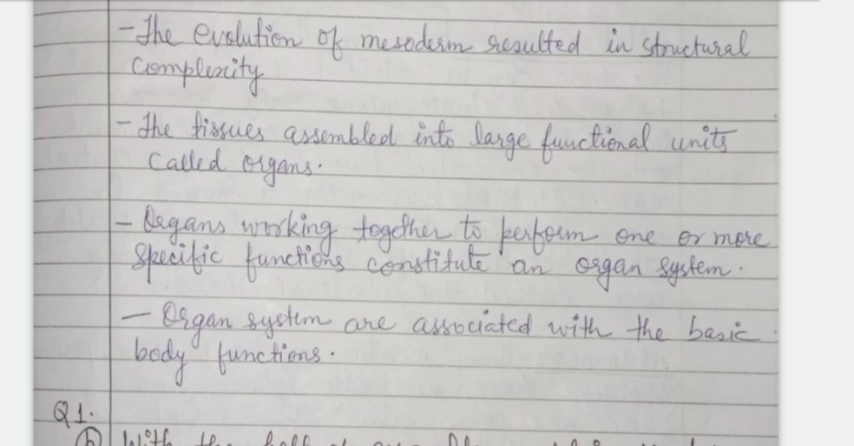 - The evolution of mesoderm resulted in structural
Complexity
- The tissues assembled into large functional units
Called organs.
- Organs working together to perform one or more
Specific functions constitute an organ system.
- Organ system are associated with the basic
body functions.
Q1.
(b) With the